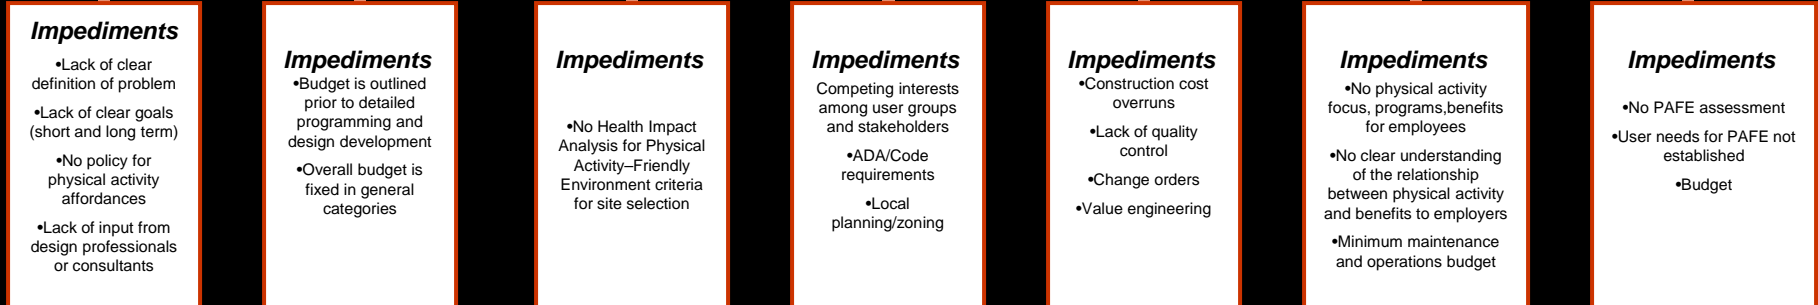 Impediments
•Lack of clear
definition of problem
•Lack of clear goals
(short and long term)
•No policy for
physical activity
affordances
•Lack of input from
design professionals
or consultants
Impediments
•Budget is outlined
prior to detailed
programming and
design development
•Overall budget is
fixed in general
categories
Impediments
•No Health Impact
Analysis for Physical
Activity–Friendly
Environment criteria
for site selection
Impediments
Competing interests
among user groups
and stakeholders
•ADA/Code
requirements
•Local
planning/zoning
Impediments
•Construction cost
overruns
•Lack of quality
control
•Change orders
•Value engineering
Impediments
•No physical activity
focus, programs,benefits
for employees
•No clear understanding
of the relationship
between physical activity
and benefits to employers
•Minimum maintenance
and operations budget
Impediments
•No PAFE assessment
•User needs for PAFE not
established
•Budget